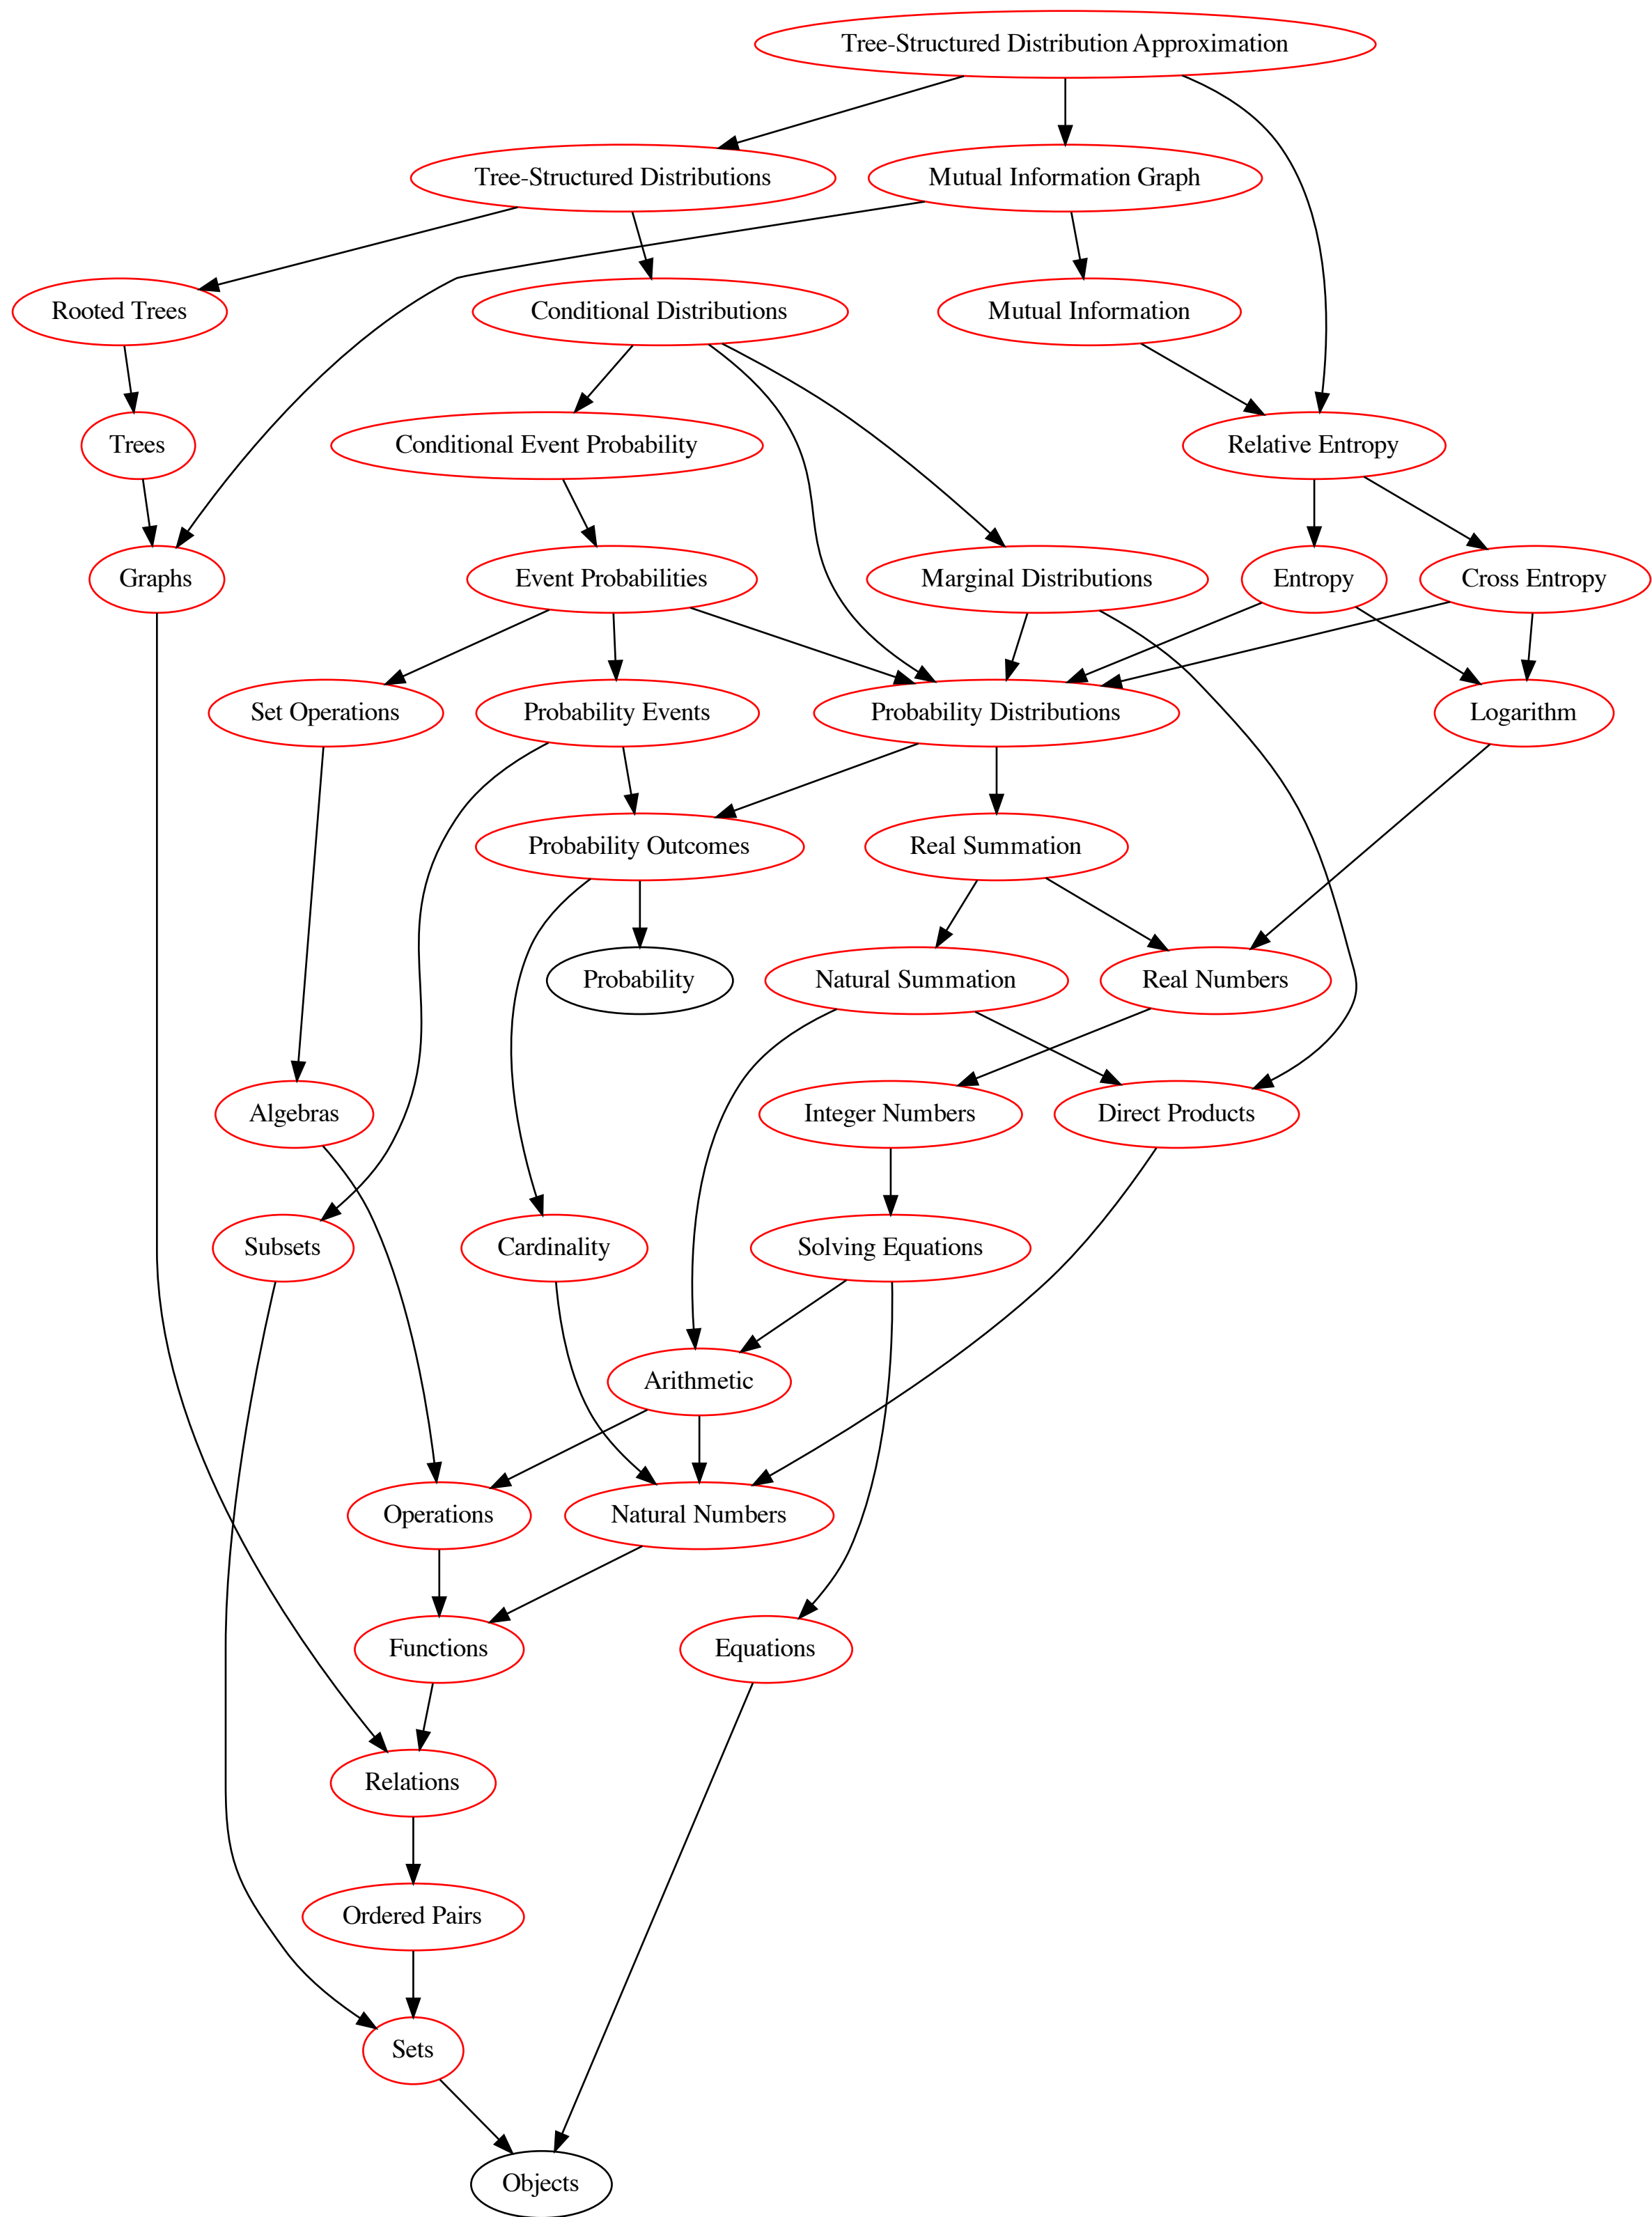 Tree-Structured Distribution Approximation
Tree-Structured Distributions
Mutual Information Graph
Rooted Trees
Conditional Distributions
Mutual Information
Trees
Conditional Event Probability
Relative Entropy
Graphs
Event Probabilities
Marginal Distributions
Entropy
Cross Entropy
Set Operations
Probability Events
Probability Distributions
Logarithm
Probability Outcomes
Real Summation
Probability
Natural Summation
Real Numbers
Algebras
Integer Numbers
Direct Products
Subsets
Cardinality
Solving Equations
Arithmetic
Operations
Natural Numbers
Functions
Equations
Relations
Ordered Pairs
Sets
Objects